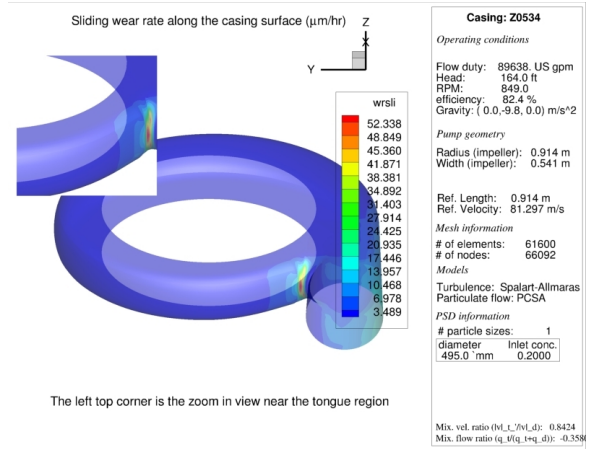 Sliding wear rate along the casing surface (µm/hr)
Z
X
Y
wrsli
52.338
48.849
45.360
41.871
38.381
34.892
31.403
27.914
24.425
20.935
17.446
13.957
10.468
6.978
3.489
The left top corner is the zoom in view near the tongue region
Casing: Z0534
Operating conditions
Flow duty: 89638. US gpm
Head: 164.0 ft
RPM: 849.0
efficiency: 82.4 %
Gravity: ( 0.0,-9.8, 0.0) m/s^2
Pump geometry
Radius (impeller): 0.914 m
Width (impeller): 0.541 m
Ref. Length: 0.914 m
Ref. Velocity: 81.297 m/s
Mesh information
# of elements: 61600
# of nodes: 66092
Models
Turbulence: Spalart-Allmaras
Particulate flow: PCSA
PSD information
# particle sizes: 1
diameter Inlet conc.
495.0 `mm 0.2000
Mix. vel. ratio (|v|_t_'/|v|_d): 0.8424
Mix. flow ratio (q_t/(q_t+q_d)): -0.358